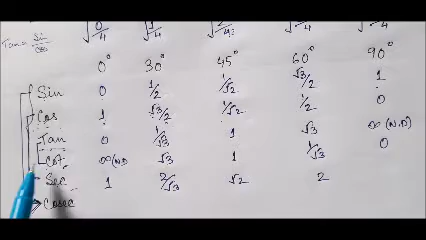 √0/4 √1/4 √2/4 √3/4 √4/4
Tan = Sin/Cos
0° 30° 45° 60° 90°
Sin 0 1/2 1/√2 √3/2 1
Cos 1 √3/2 1/√2 1/2 0
Tan 0 1/√3 1 √3 ∞(N.D)
Cot ∞(N.D √3 1 1/√3 0
Sec 1 2/√3 √2 2
Cosec